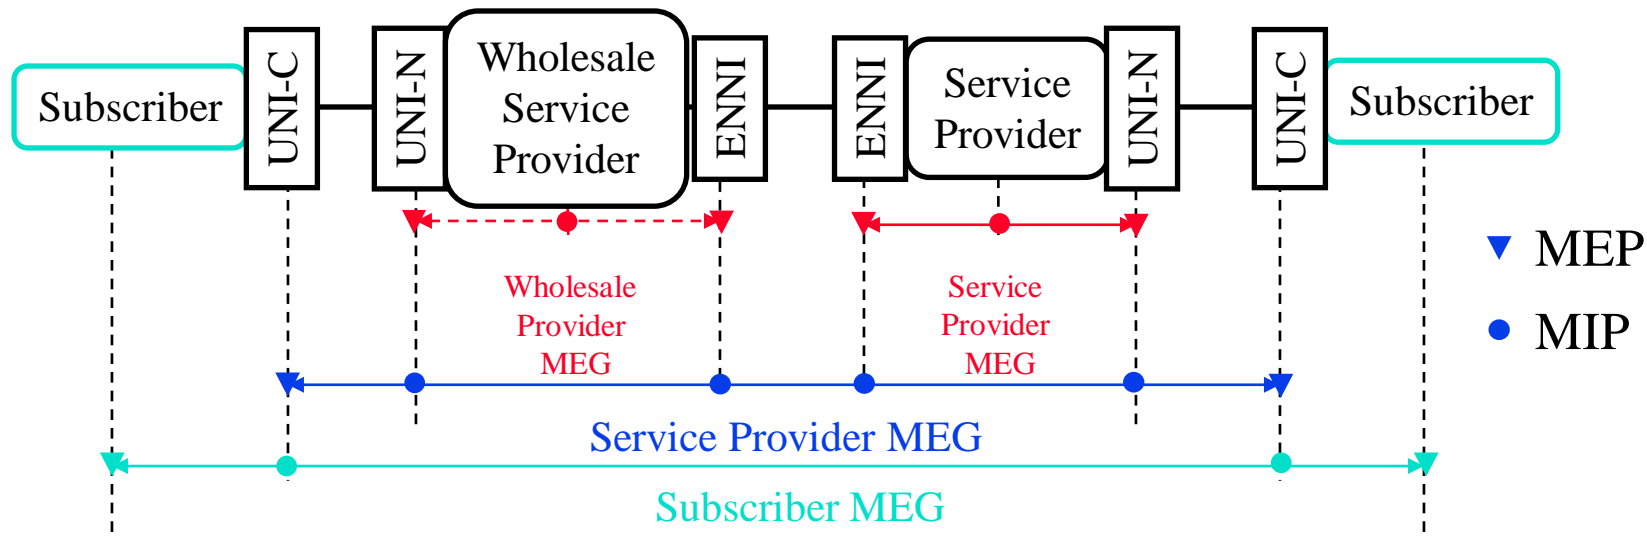 Subscriber
UNI-C
UNI-N
Wholesale
Service
Provider
ENNI
ENNI
Service
Provider
UNI-N
UNI-C
Subscriber
MEP
MIP
Wholesale
Provider
MEG
Service
Provider
MEG
Service Provider MEG
Subscriber MEG